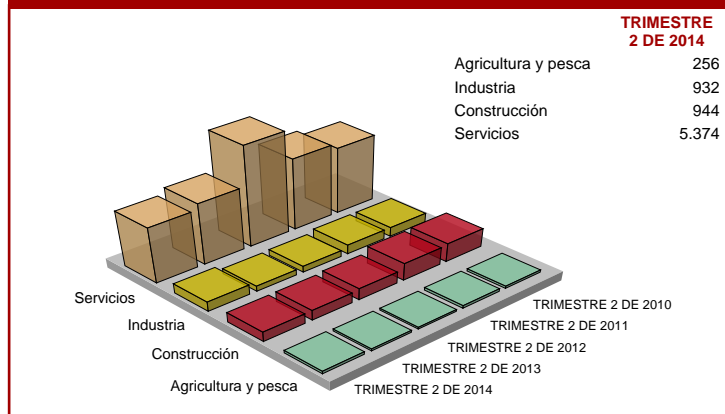 TRIMESTRE
2 DE 2014
Agricultura y pesca 256
Industria 932
Construcción 944
Servicios 5.374
Servicios
Industria
Construcción
Agricultura y pesca
TRIMESTRE 2 DE 2010
TRIMESTRE 2 DE 2011
TRIMESTRE 2 DE 2012
TRIMESTRE 2 DE 2013
TRIMESTRE 2 DE 2014